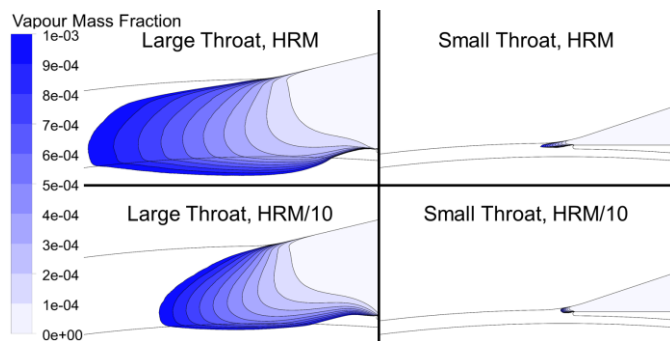 Vapour Mass Fraction
1e-03
9e-04
8e-04
7e-04
6e-04
5e-04
4e-04
3e-04
2e-04
1e-04
0e+00
Large Throat, HRM
Small Throat, HRM
Large Throat, HRM/10
Small Throat, HRM/10